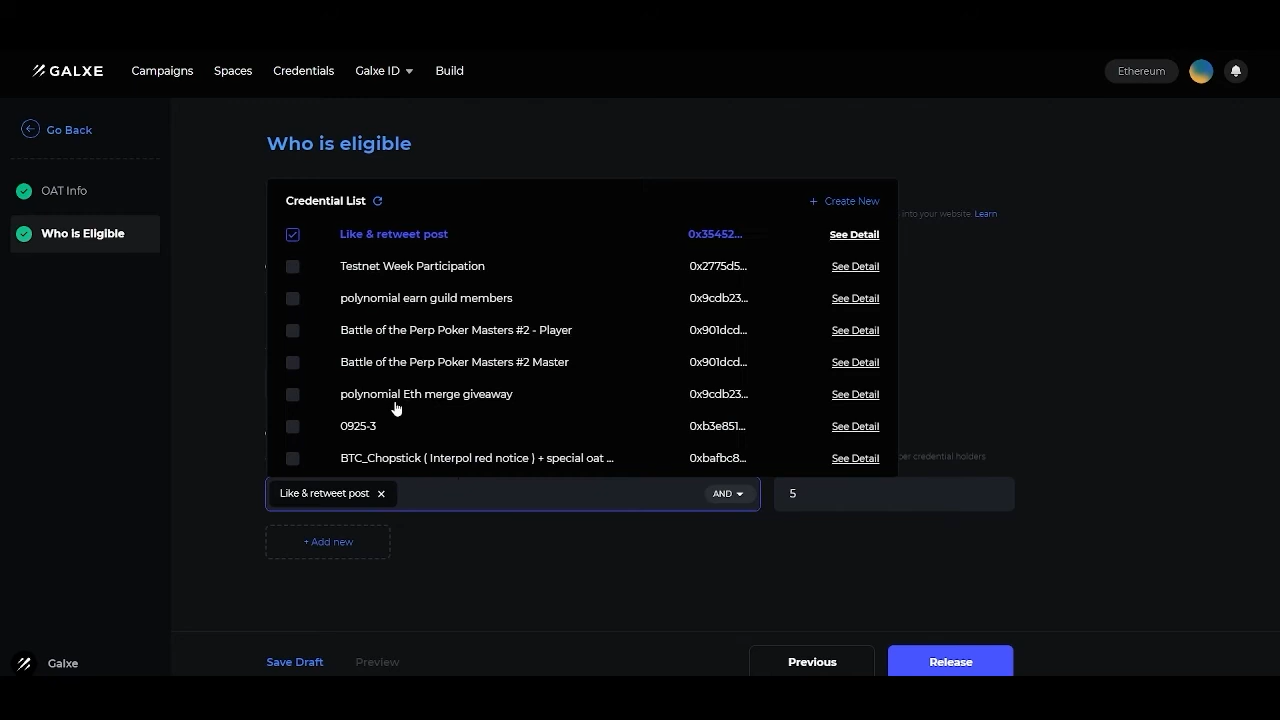 GALXE
Campaigns Spaces Credentials Galxe ID Build
Ethereum
Go Back
OAT Info
Who is Eligible
Who is eligible
Credential List
+ Create New
into your website. Learn
Like & retweet post 0x35452... See Detail
Testnet Week Participation 0x2775d5... See Detail
polynomial earn guild members 0x9cdb23... See Detail
Battle of the Perp Poker Masters #2 - Player 0x901dcd... See Detail
Battle of the Perp Poker Masters #2 Master 0x901dcd... See Detail
polynomial Eth merge giveaway 0x9cdb23... See Detail
0925-3 0xb3e851... See Detail
BTC_Chopstick ( Interpol red notice ) + special oat ... 0xbafbc8... See Detail
per credential holders
Like & retweet post × AND 5
+ Add new
Galxe
Save Draft Preview Previous Release